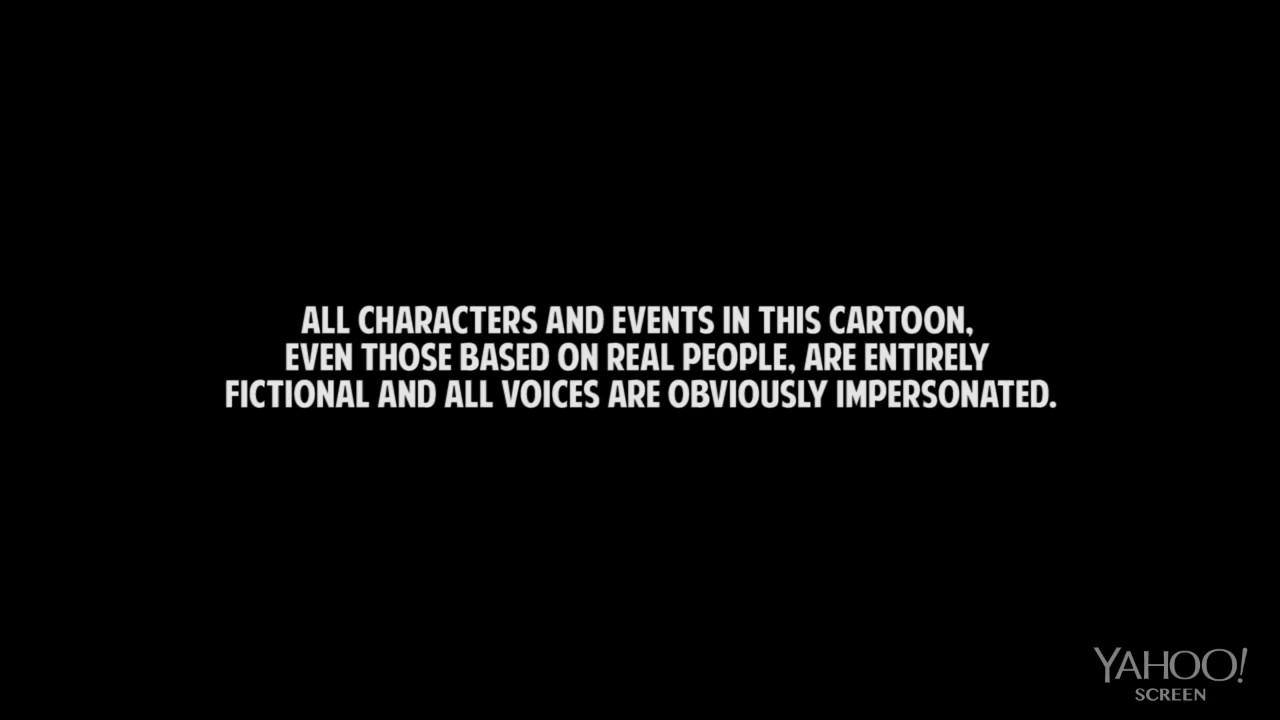 ALL CHARACTERS AND EVENTS IN THIS CARTOON,
EVEN THOSE BASED ON REAL PEOPLE, ARE ENTIRELY
FICTIONAL AND ALL VOICES ARE OBVIOUSLY IMPERSONATED.
YAHOO!
SCREEN